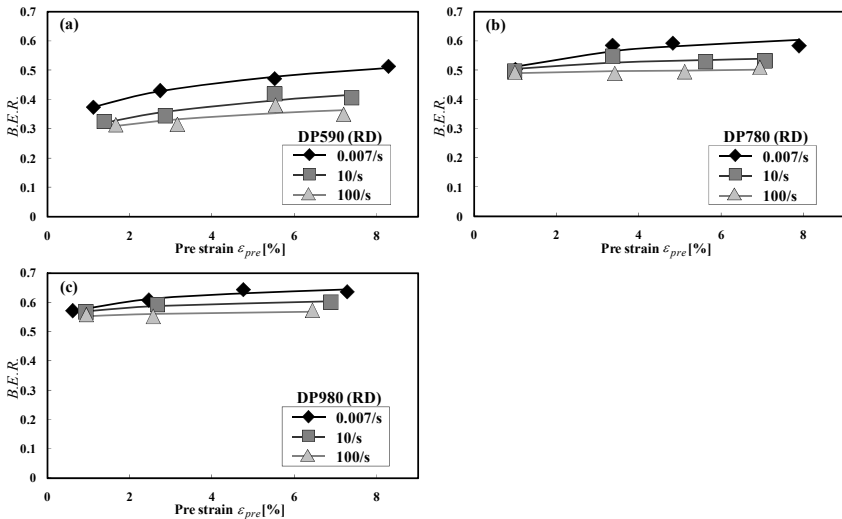 (a)
0.7
0.6
0.5
0.4
0.3
0.2
0.1
0
B.E.R.
DP590 (RD)
0.007/s
10/s
100/s
0 2 4 6 8
Pre strain εpre[%]
(b)
0.7
0.6
0.5
0.4
0.3
0.2
0.1
0
B.E.R.
DP780 (RD)
0.007/s
10/s
100/s
0 2 4 6 8
Pre strain εpre[%]
(c)
0.7
0.6
0.5
0.4
0.3
0.2
0.1
0
B.E.R.
DP980 (RD)
0.007/s
10/s
100/s
0 2 4 6 8
Pre strain εpre[%]